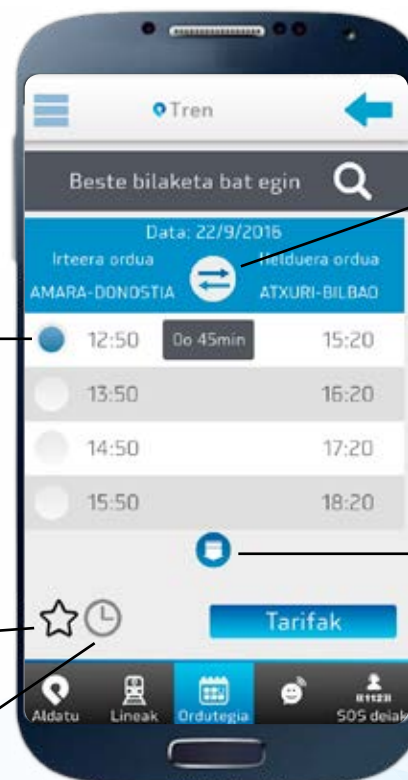 Tren
Beste bilaketa bat egin
Data: 22/9/2016
Irteera ordua Helduera ordua
AMARA-DONOSTIA ATXURI-BILBAO
12:50 0o 45min 15:20
13:50 16:20
14:50 17:20
15:50 18:20
Tarifak
Aldatu Lineak Ordutegia SOS deiak